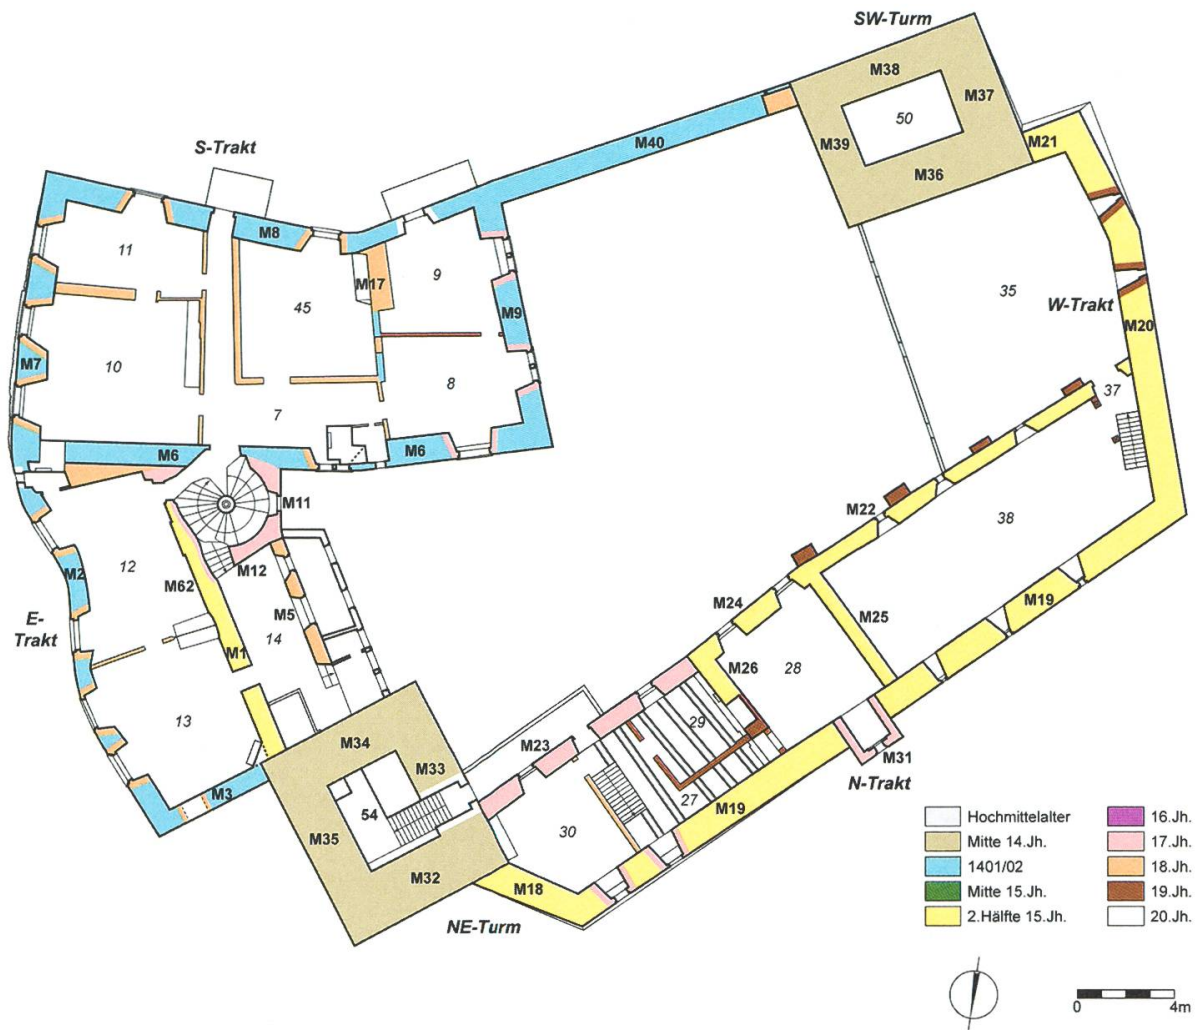 SW-Turm
M38
M37
50
M39
M36
M21
M40
S-Trakt
M8
11
M17
9
45
35
W-Trakt
M20
M9
10
M7
8
37
7
M6
M6
M11
M22
38
12
M2
M62
M12
M5
E-
Trakt
14
M1
M24
M25
M19
M26
28
13
29
M34
M33
M23
M31
N-Trakt
M3
54
27
M19
M35
30
M32
M18
NE-Turm
Hochmittelalter
Mitte 14.Jh.
1401/02
Mitte 15.Jh.
2.Hälfte 15.Jh.
16.Jh.
17.Jh.
18.Jh.
19.Jh.
20.Jh.
0
4m